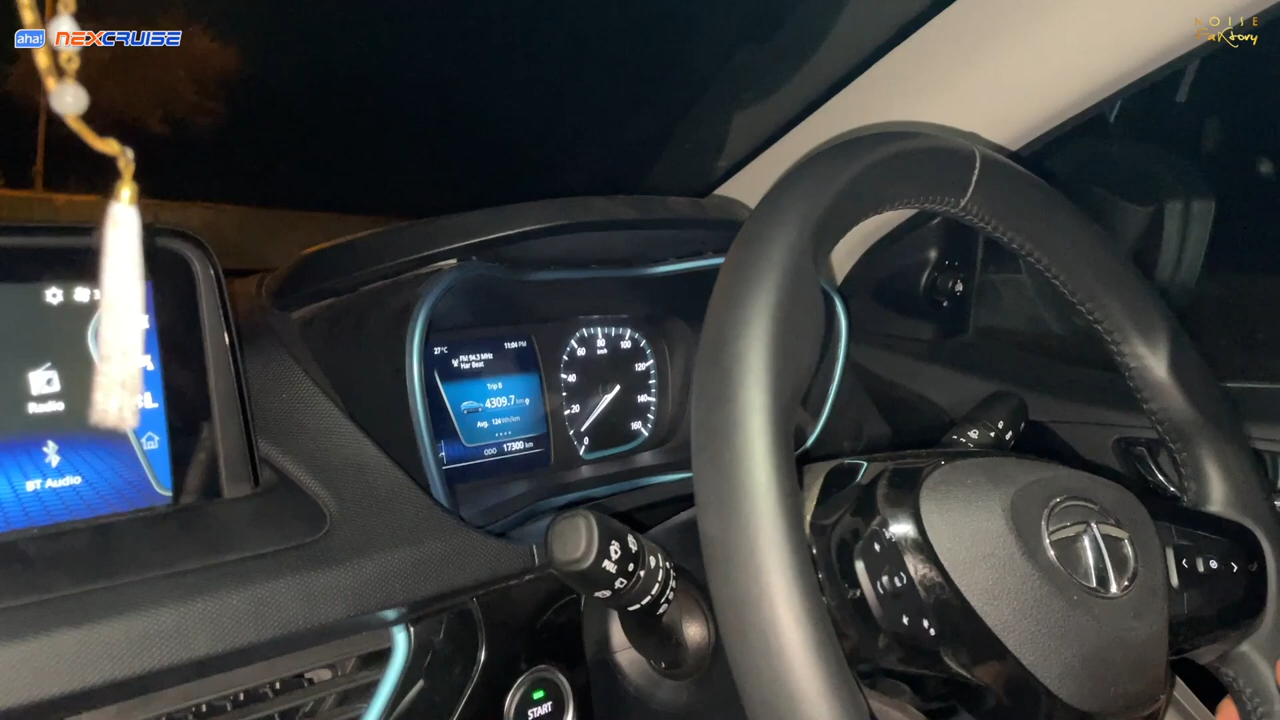 aha! NEXCRUISE
NOISE
Faktory
Radio
BT Audio
27°C 11:04 PM
FM 94.3 MHz
Har Beat
Trip B
4309.7 km
Avg. 124 Wh/km
ODO 17300 km
0
20
40
60
80
100
120
140
160
km/h
PULL
START